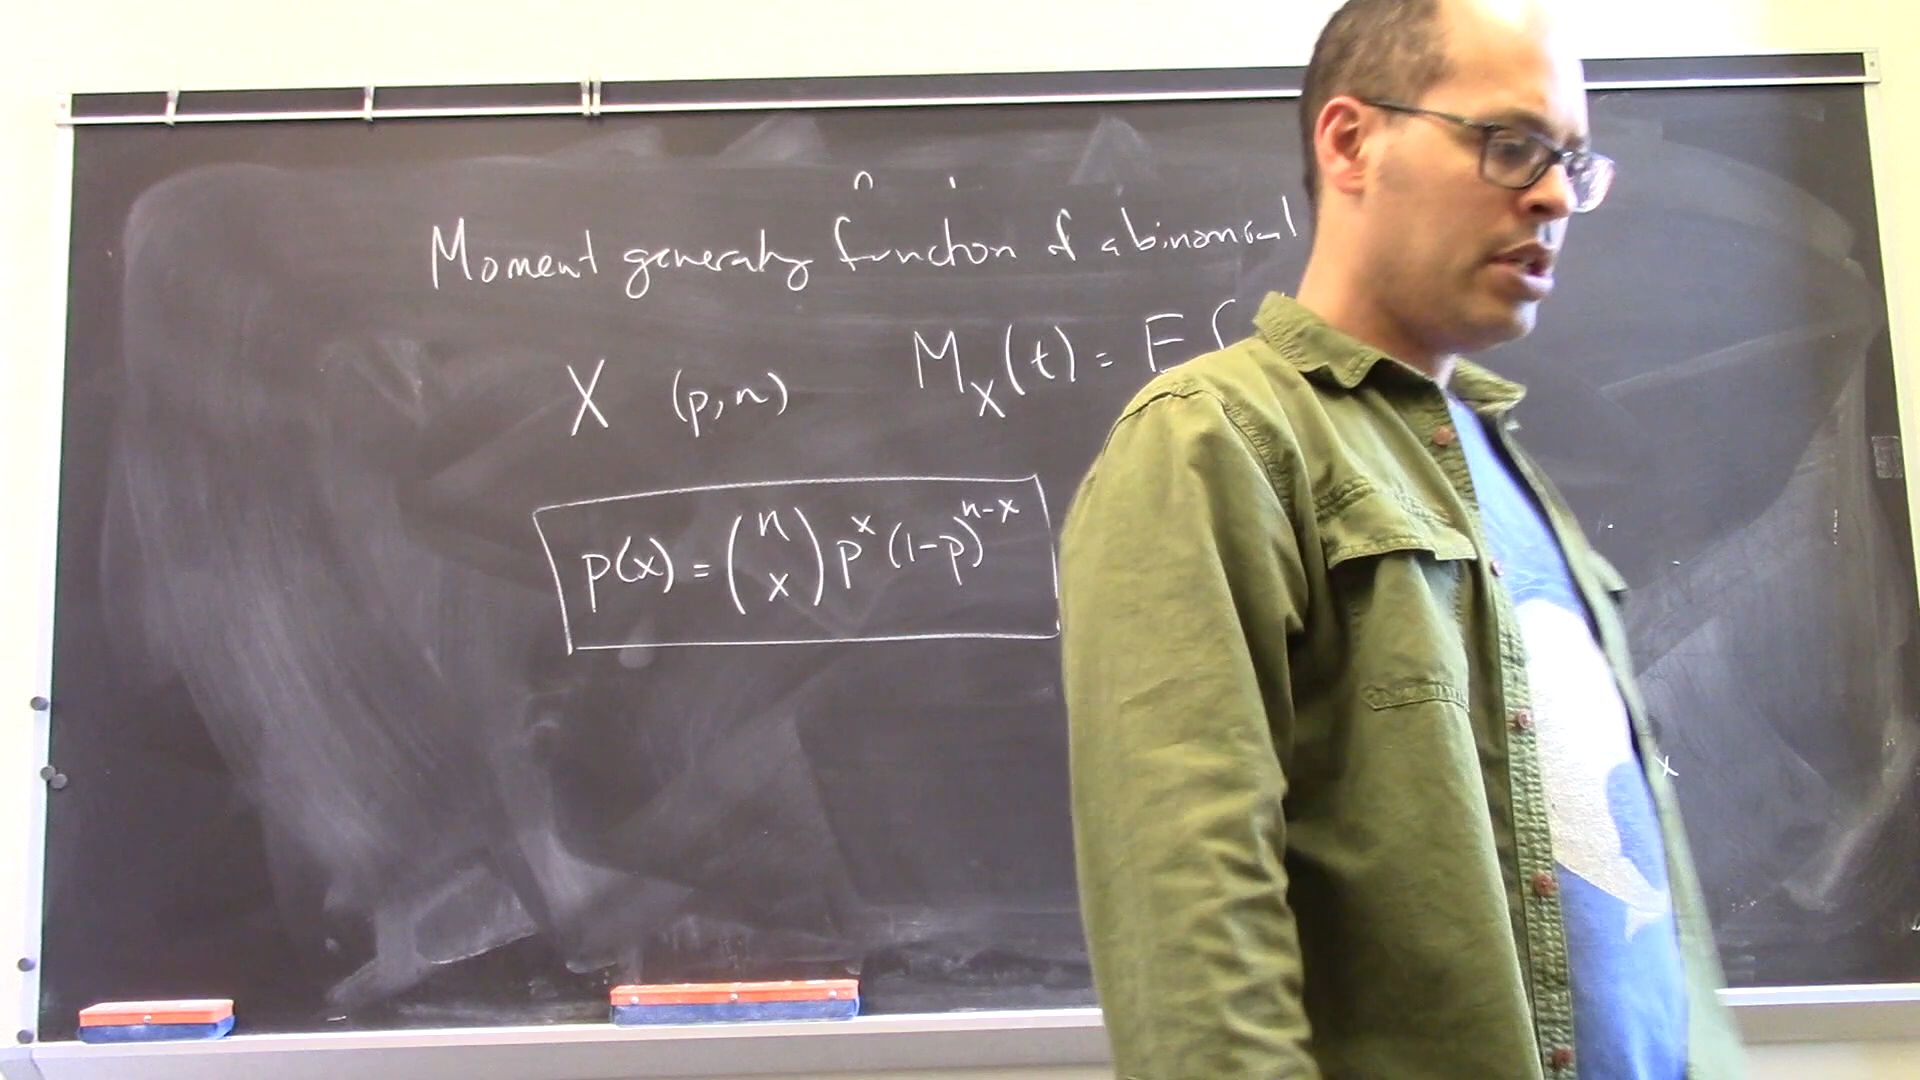 Moment generating function of a binomial
X (p, n) M_X(t) = E[
p(x) = (n x) p^x (1-p)^{n-x}
x